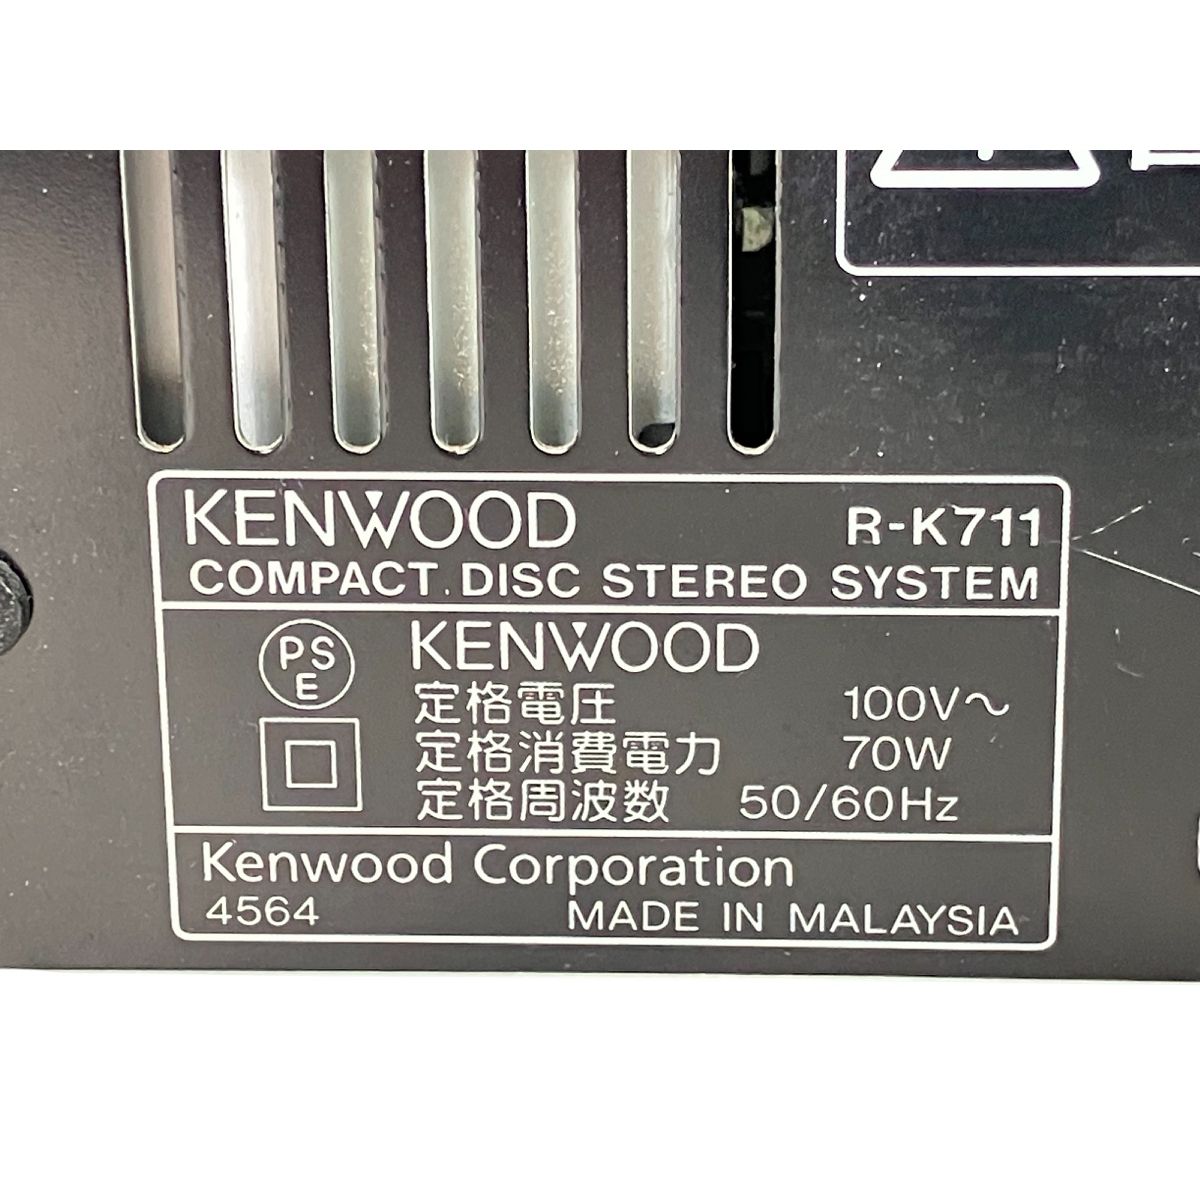 KENWOOD R-K711
COMPACT DISC STEREO SYSTEM
PS
E
KENWOOD
定格電圧 100V～
定格消費電力 70W
定格周波数 50/60Hz
Kenwood Corporation
4564 MADE IN MALAYSIA